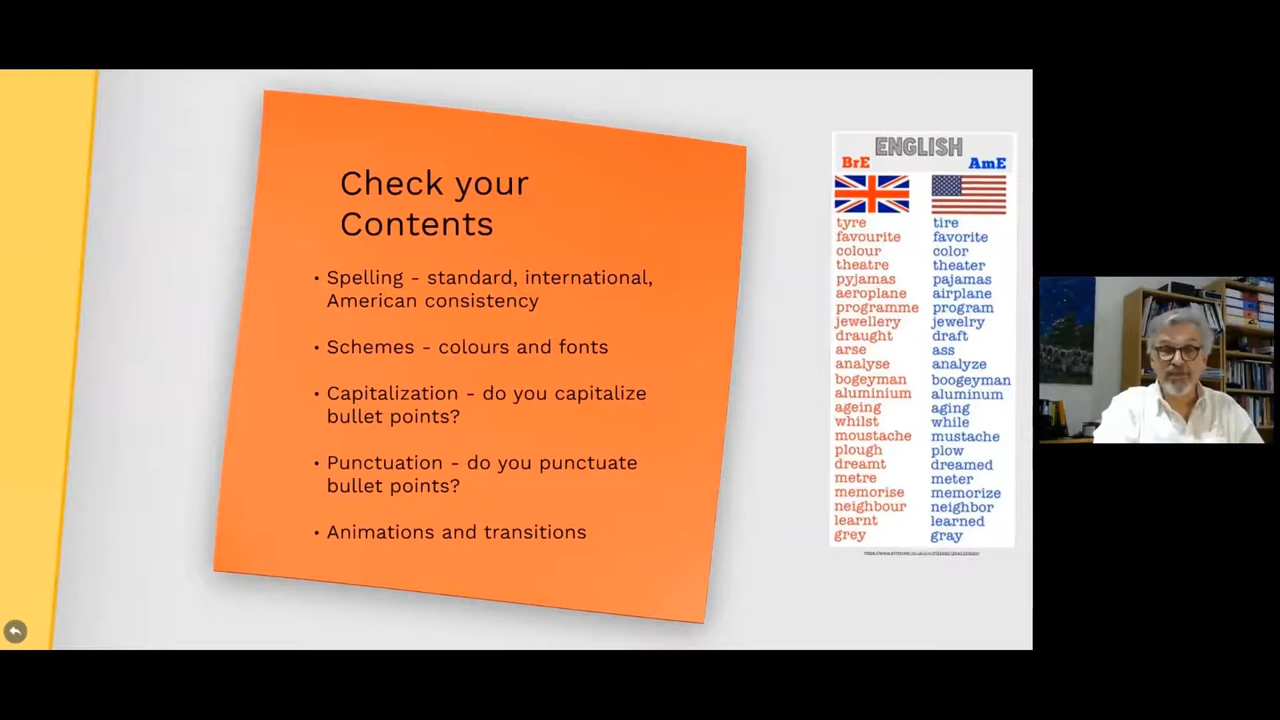 Check your
Contents
• Spelling - standard, international,
American consistency
• Schemes - colours and fonts
• Capitalization - do you capitalize
bullet points?
• Punctuation - do you punctuate
bullet points?
• Animations and transitions
ENGLISH
BrE AmE
tyre tire
favourite favorite
colour color
theatre theater
pyjamas pajamas
aeroplane airplane
programme program
jewellery jewelry
draught draft
arse ass
analyse analyze
bogeyman boogeyman
aluminium aluminum
ageing aging
whilst while
moustache mustache
plough plow
dreamt dreamed
metre meter
memorise memorize
neighbour neighbor
learnt learned
grey gray